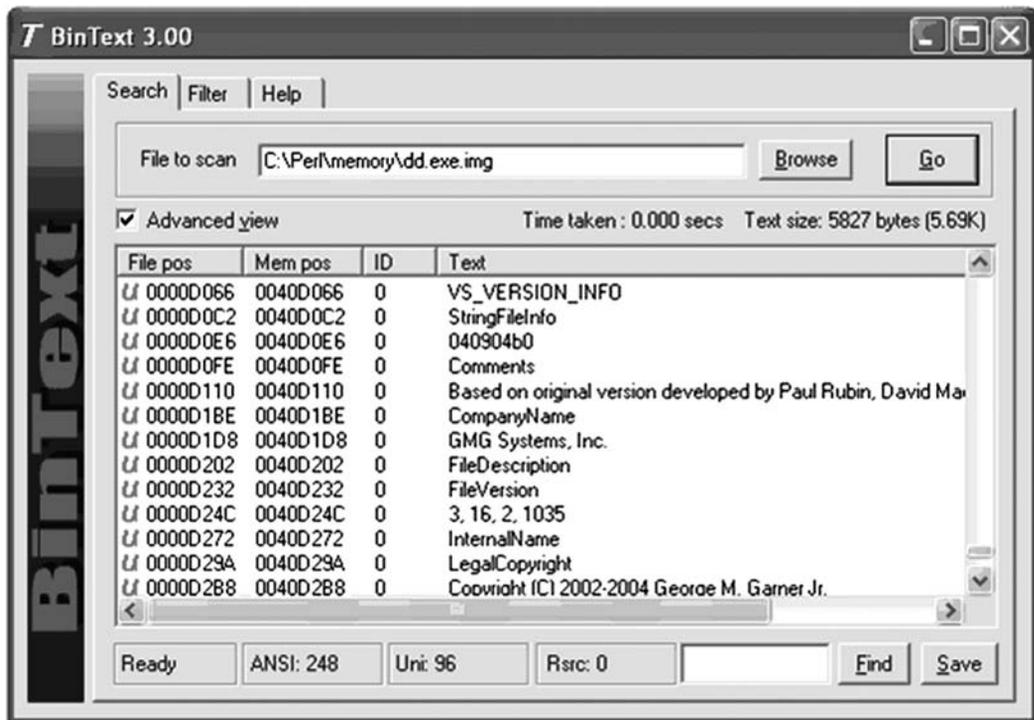 BinText 3.00
Search Filter Help
File to scan C:\Perl\memory\dd.exe.img Browse Go
Advanced view Time taken : 0.000 secs Text size: 5827 bytes (5.69K)
File pos Mem pos ID Text
0000D066 0040D066 0 VS_VERSION_INFO
0000D0C2 0040D0C2 0 StringFileInfo
0000D0E6 0040D0E6 0 040904b0
0000D0FE 0040D0FE 0 Comments
0000D110 0040D110 0 Based on original version developed by Paul Rubin, David
0000D1BE 0040D1BE 0 CompanyName
0000D1D8 0040D1D8 0 GMG Systems, Inc.
0000D202 0040D202 0 FileDescription
0000D232 0040D232 0 FileVersion
0000D24C 0040D24C 0 3, 16, 2, 1035
0000D272 0040D272 0 InternalName
0000D29A 0040D29A 0 LegalCopyright
0000D2B8 0040D2B8 0 Copyright (C) 2002-2004 George M. Garner Jr.
Ready ANSI: 248 Uni: 96 Rsrc: 0 Find Save
BinText